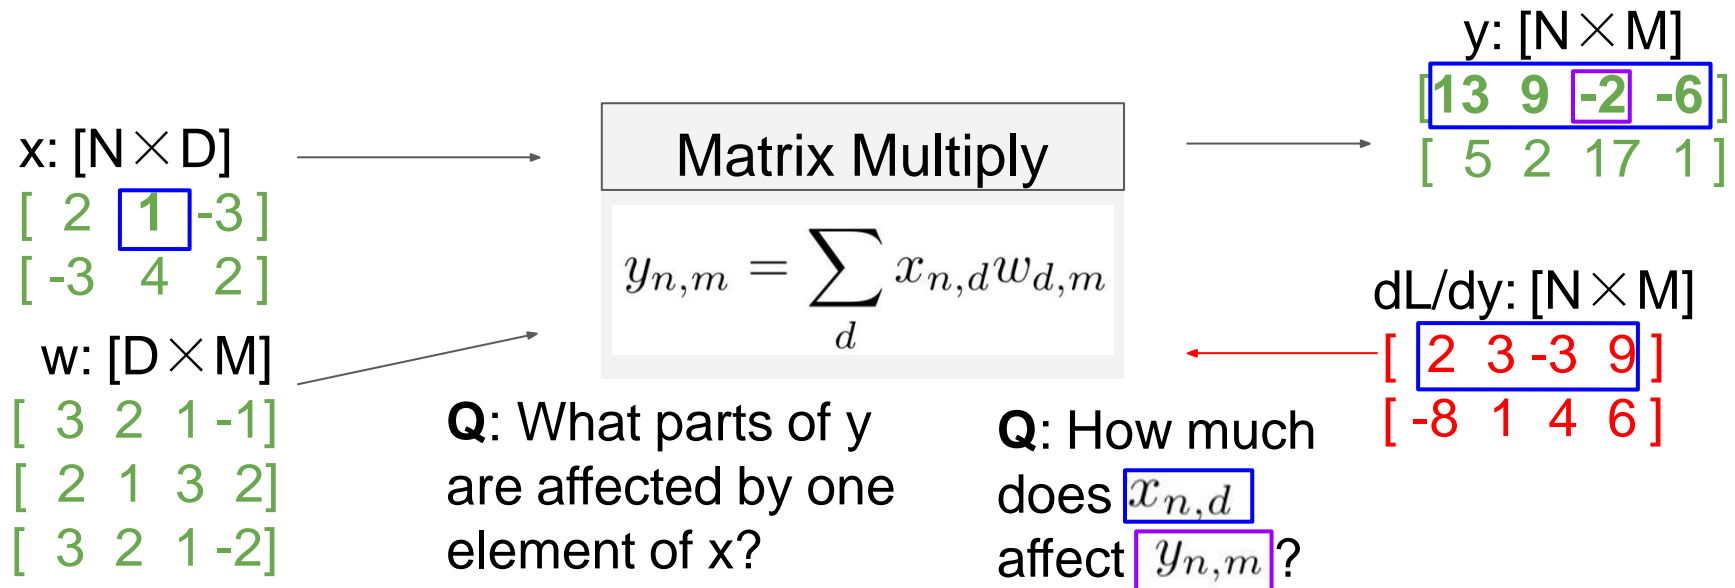 x: [N×D]
[ 2 1 -3 ]
[ -3 4 2 ]
w: [D×M]
[ 3 2 1 -1]
[ 2 1 3 2]
[ 3 2 1 -2]
Matrix Multiply
y_{n,m} = \sum_{d} x_{n,d} w_{d,m}
Q: What parts of y
are affected by one
element of x?
Q: How much
does x_{n,d}
affect y_{n,m} ?
y: [N×M]
[13 9 -2 -6 ]
[ 5 2 17 1 ]
dL/dy: [N×M]
[ 2 3 -3 9 ]
[ -8 1 4 6 ]